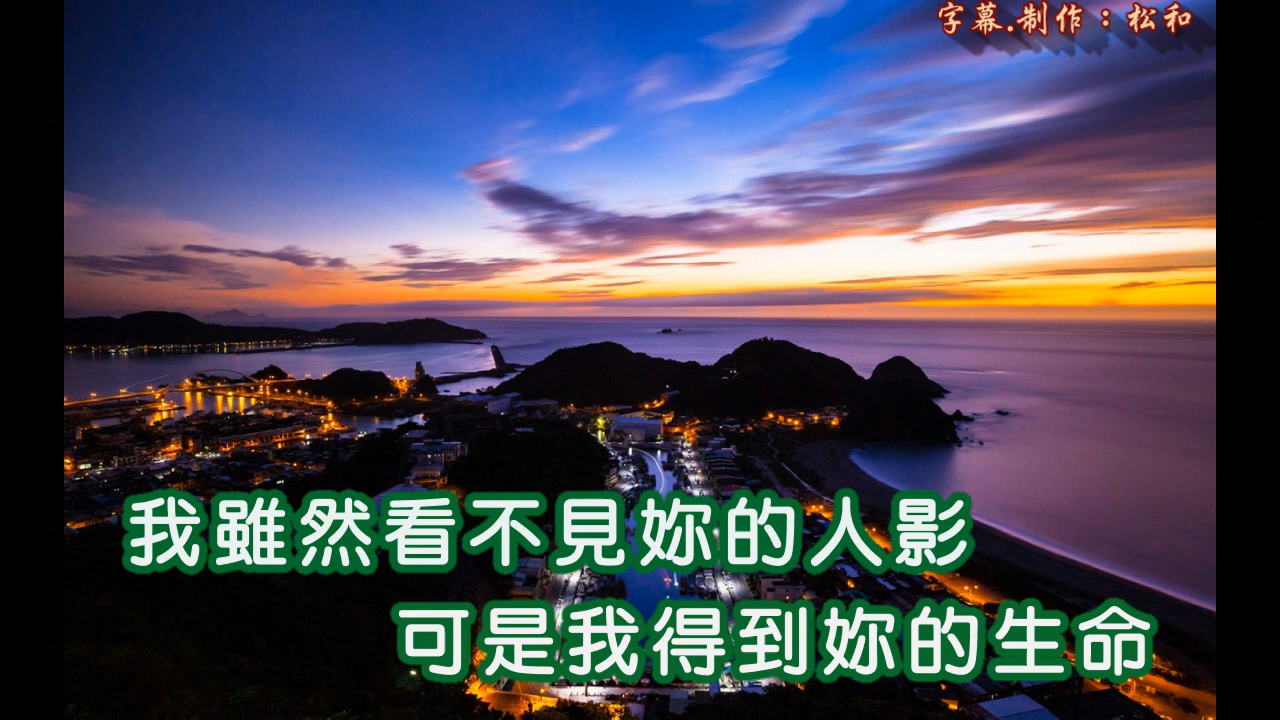 字幕.制作：松和
我雖然看不見妳的人影
可是我得到妳的生命